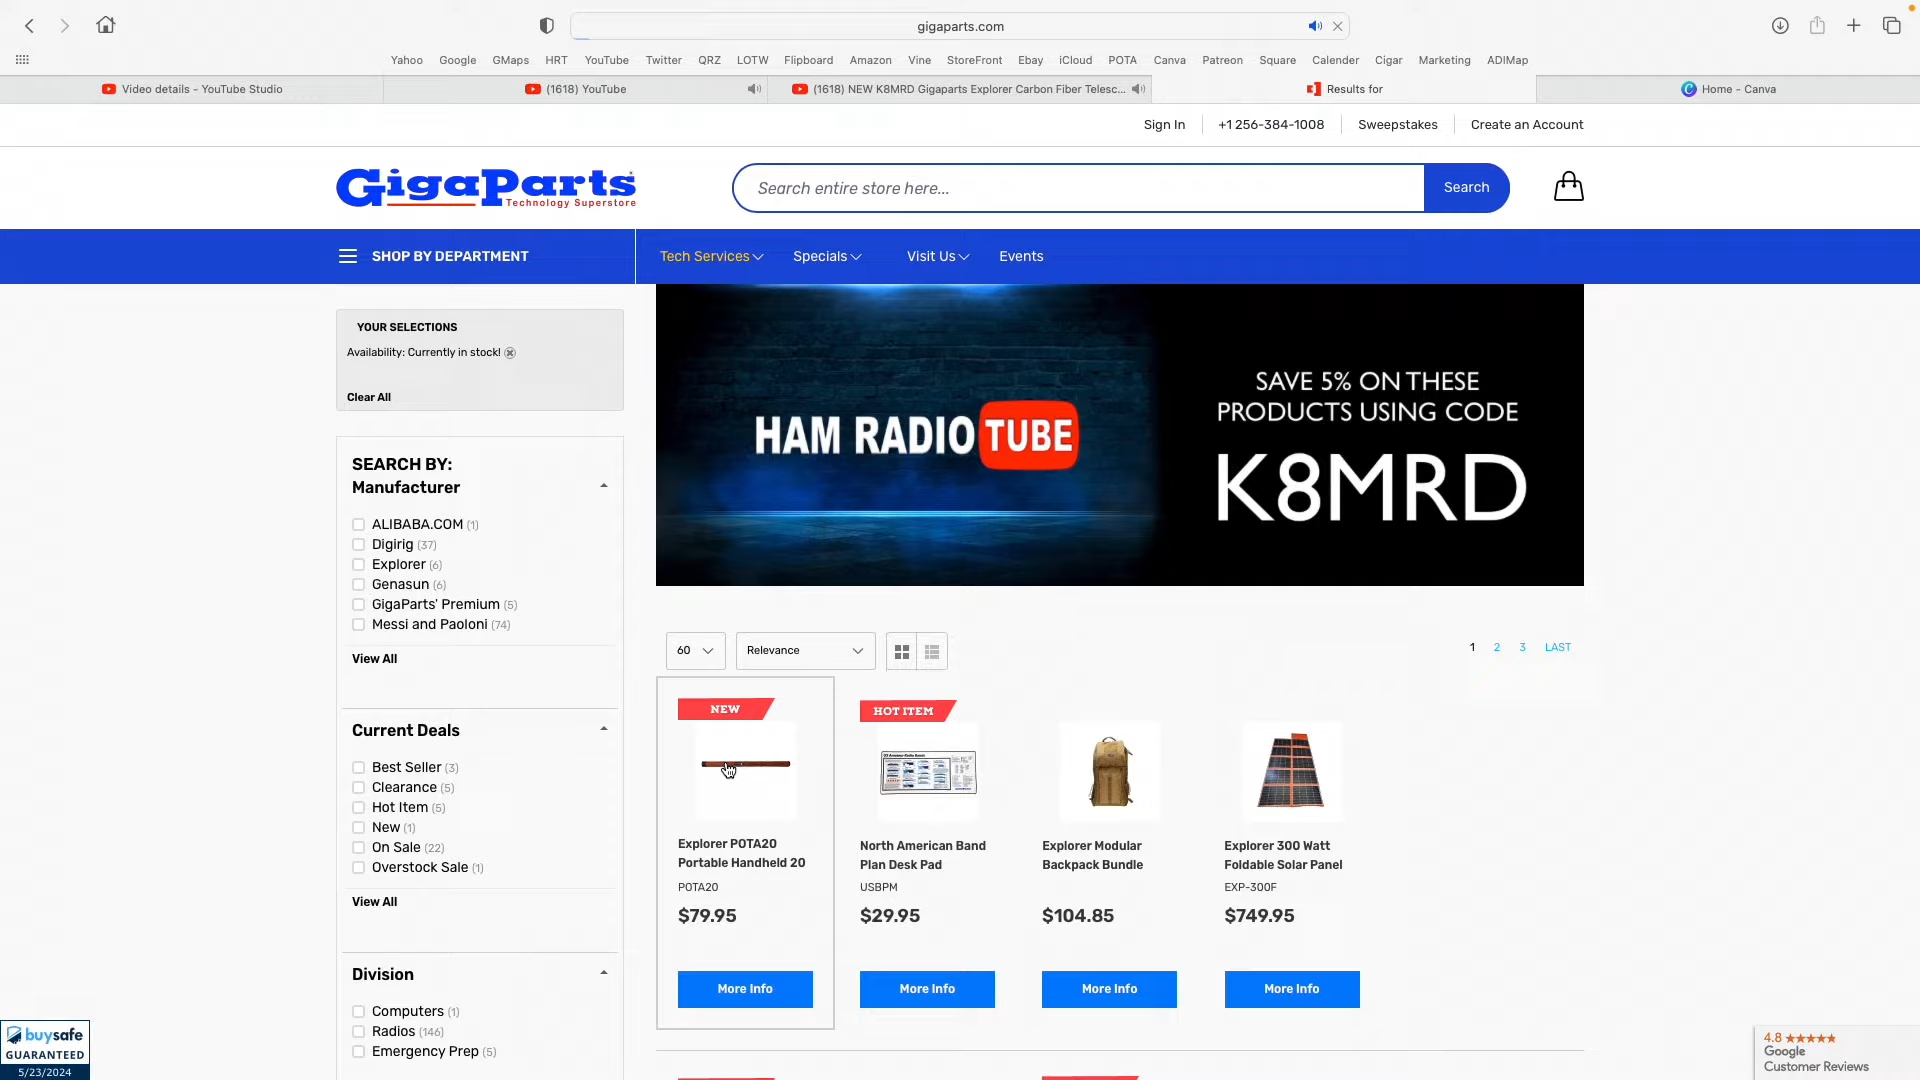 gigaparts.com
Yahoo Google GMaps HRT YouTube Twitter QRZ LOTW Flipboard Amazon Vine StoreFront Ebay iCloud POTA Canva Patreon Square Calender Cigar Marketing ADIMap
Video details - YouTube Studio
(1618) YouTube
(1618) NEW K8MRD Gigaparts Explorer Carbon Fiber Telesc...
Results for
Home - Canva
Sign In
+1 256-384-1008
Sweepstakes
Create an Account
GigaParts
Technology Superstore
Search entire store here...
Search
SHOP BY DEPARTMENT
Tech Services
Specials
Visit Us
Events
YOUR SELECTIONS
Availability: Currently in stock!
Clear All
SEARCH BY:
Manufacturer
ALIBABA.COM (1)
Digirig (37)
Explorer (6)
Genasun (6)
GigaParts' Premium (5)
Messi and Paoloni (74)
View All
Current Deals
Best Seller (3)
Clearance (5)
Hot Item (5)
New (1)
On Sale (22)
Overstock Sale (1)
View All
Division
Computers (1)
Radios (146)
Emergency Prep (5)
HAM RADIO TUBE
SAVE 5% ON THESE
PRODUCTS USING CODE
K8MRD
60
Relevance
1 2 3 LAST
NEW
Explorer POTA20
Portable Handheld 20
POTA20
$79.95
More Info
HOT ITEM
North American Band
Plan Desk Pad
USBPM
$29.95
More Info
Explorer Modular
Backpack Bundle
$104.85
More Info
Explorer 300 Watt
Foldable Solar Panel
EXP-300F
$749.95
More Info
buysafe
GUARANTEED
5/23/2024
4.8
Google
Customer Reviews